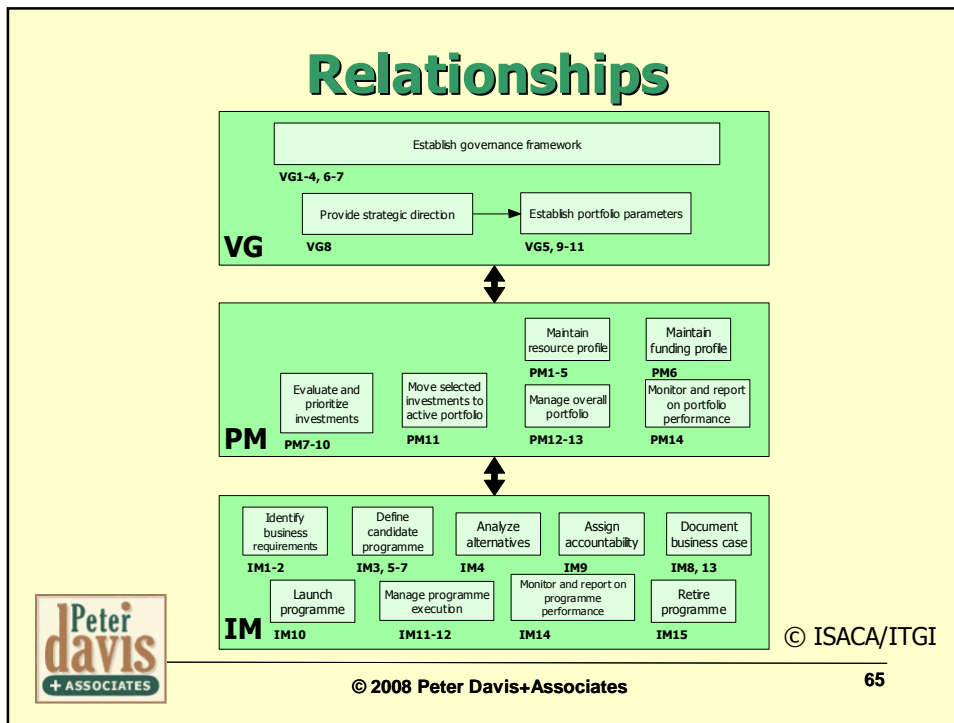 Relationships
Establish governance framework
VG1-4, 6-7
Provide strategic direction
Establish portfolio parameters
VG8
VG5, 9-11
VG
Maintain
resource profile
PM1-5
Maintain
funding profile
PM6
Evaluate and
prioritize
investments
PM7-10
Move selected
investments to
active portfolio
PM11
Manage overall
portfolio
PM12-13
Monitor and report
on portfolio
performance
PM14
PM
Identify
business
requirements
IM1-2
Define
candidate
programme
IM3, 5-7
Analyze
alternatives
IM4
Assign
accountability
IM9
Document
business case
IM8, 13
Launch
programme
IM10
Manage programme
execution
IM11-12
Monitor and report on
programme
performance
IM14
Retire
programme
IM15
IM
© ISACA/ITGI
Peter
davis
+ ASSOCIATES
© 2008 Peter Davis+Associates
65